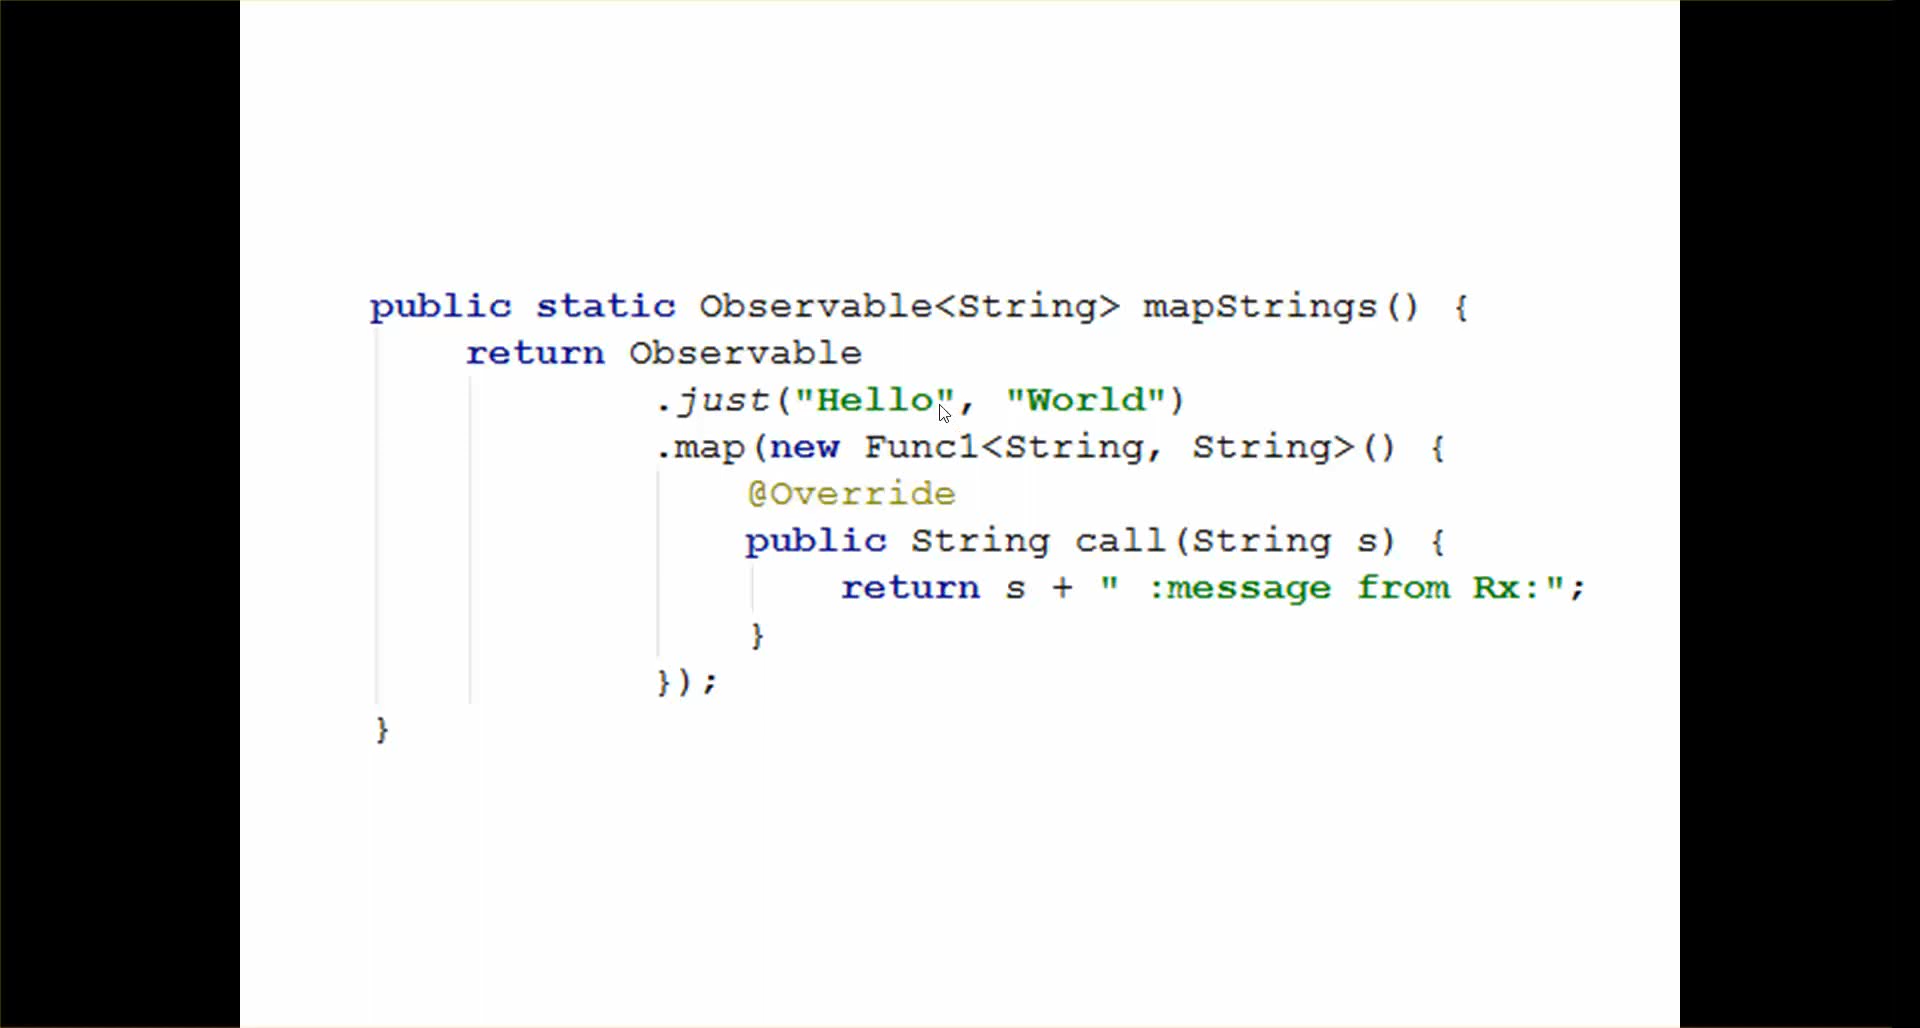 public static Observable<String> mapStrings() {
return Observable
.just("Hello", "World")
.map(new Func1<String, String>() {
@Override
public String call(String s) {
return s + " :message from Rx:";
}
});
}